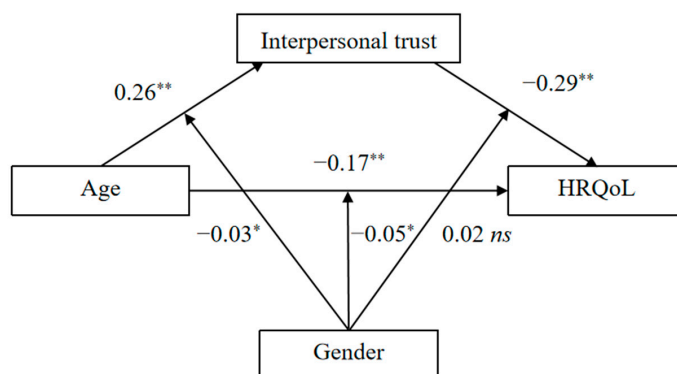 Interpersonal trust
0.26**
−0.29**
−0.17**
Age
HRQoL
−0.03*
−0.05*
0.02 ns
Gender